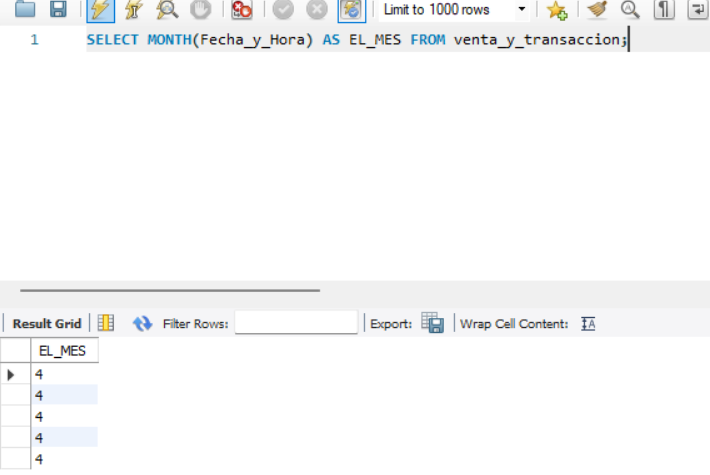 Limit to 1000 rows
1 SELECT MONTH(Fecha_y_Hora) AS EL_MES FROM venta_y_transaccion;
Result Grid Filter Rows: Export: Wrap Cell Content: IA
EL_MES
4
4
4
4
4